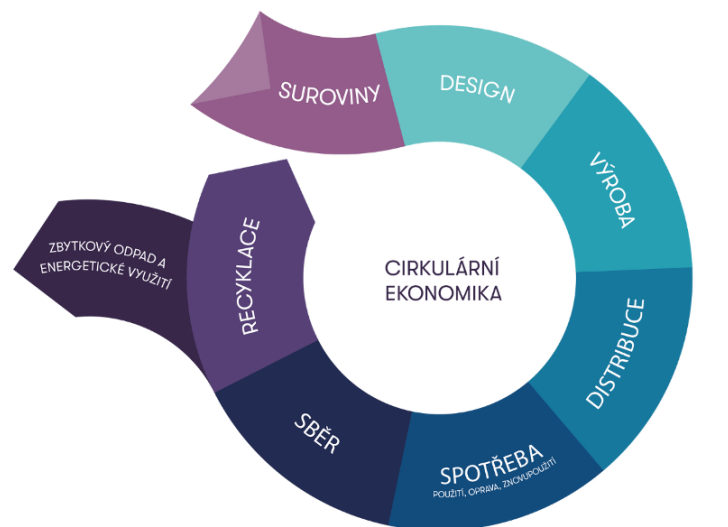 SUROVINY
DESIGN
VÝROBA
DISTRIBUCE
SPOTŘEBA
POUŽITÍ, OPRAVA, ZNOVUPOUŽITÍ
SBĚR
RECYKLACE
ZBYTKOVÝ ODPAD A
ENERGETICKÉ VYUŽITÍ
CIRKULÁRNÍ
EKONOMIKA